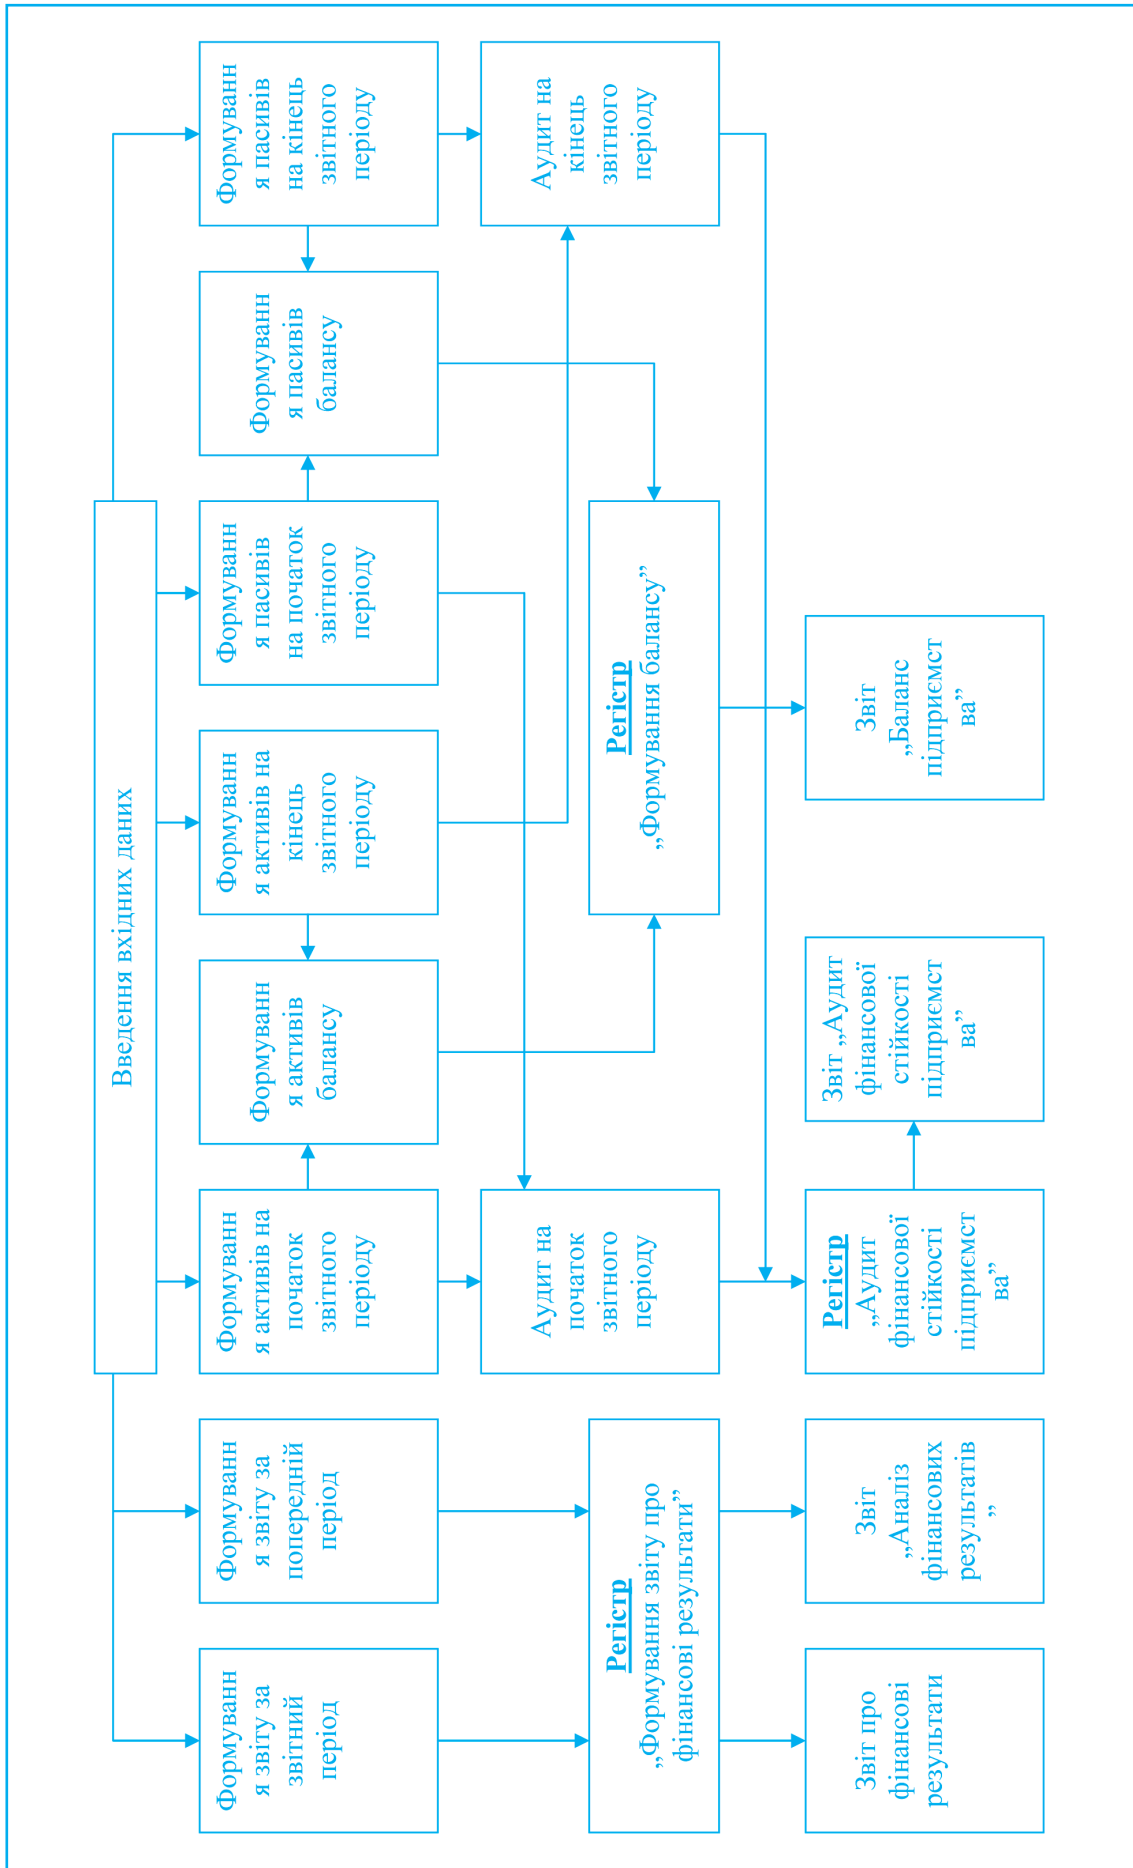 Введення вхідних даних
Формуванн
я звіту за
звітний
період
Формуванн
я звіту за
попередній
період
Формуванн
я активів на
початок
звітного
періоду
Формуванн
я активів
балансу
Формуванн
я активів на
кінець
звітного
періоду
Формуванн
я пасивів
на початок
звітного
періоду
Формуванн
я пасивів
балансу
Формуванн
я пасивів
на кінець
звітного
періоду
Аудит на
початок
звітного
періоду
Аудит на
кінець
звітного
періоду
Регістр
„Формування звіту про
фінансові результати”
Регістр
„Формування балансу”
Звіт про
фінансові
результати
Звіт
„Аналіз
фінансових
результатів
”
Регістр
„Аудит
фінансової
стійкості
підприємст
ва”
Звіт „Аудит
фінансової
стійкості
підприємст
ва”
Звіт
„Баланс
підприємст
ва”